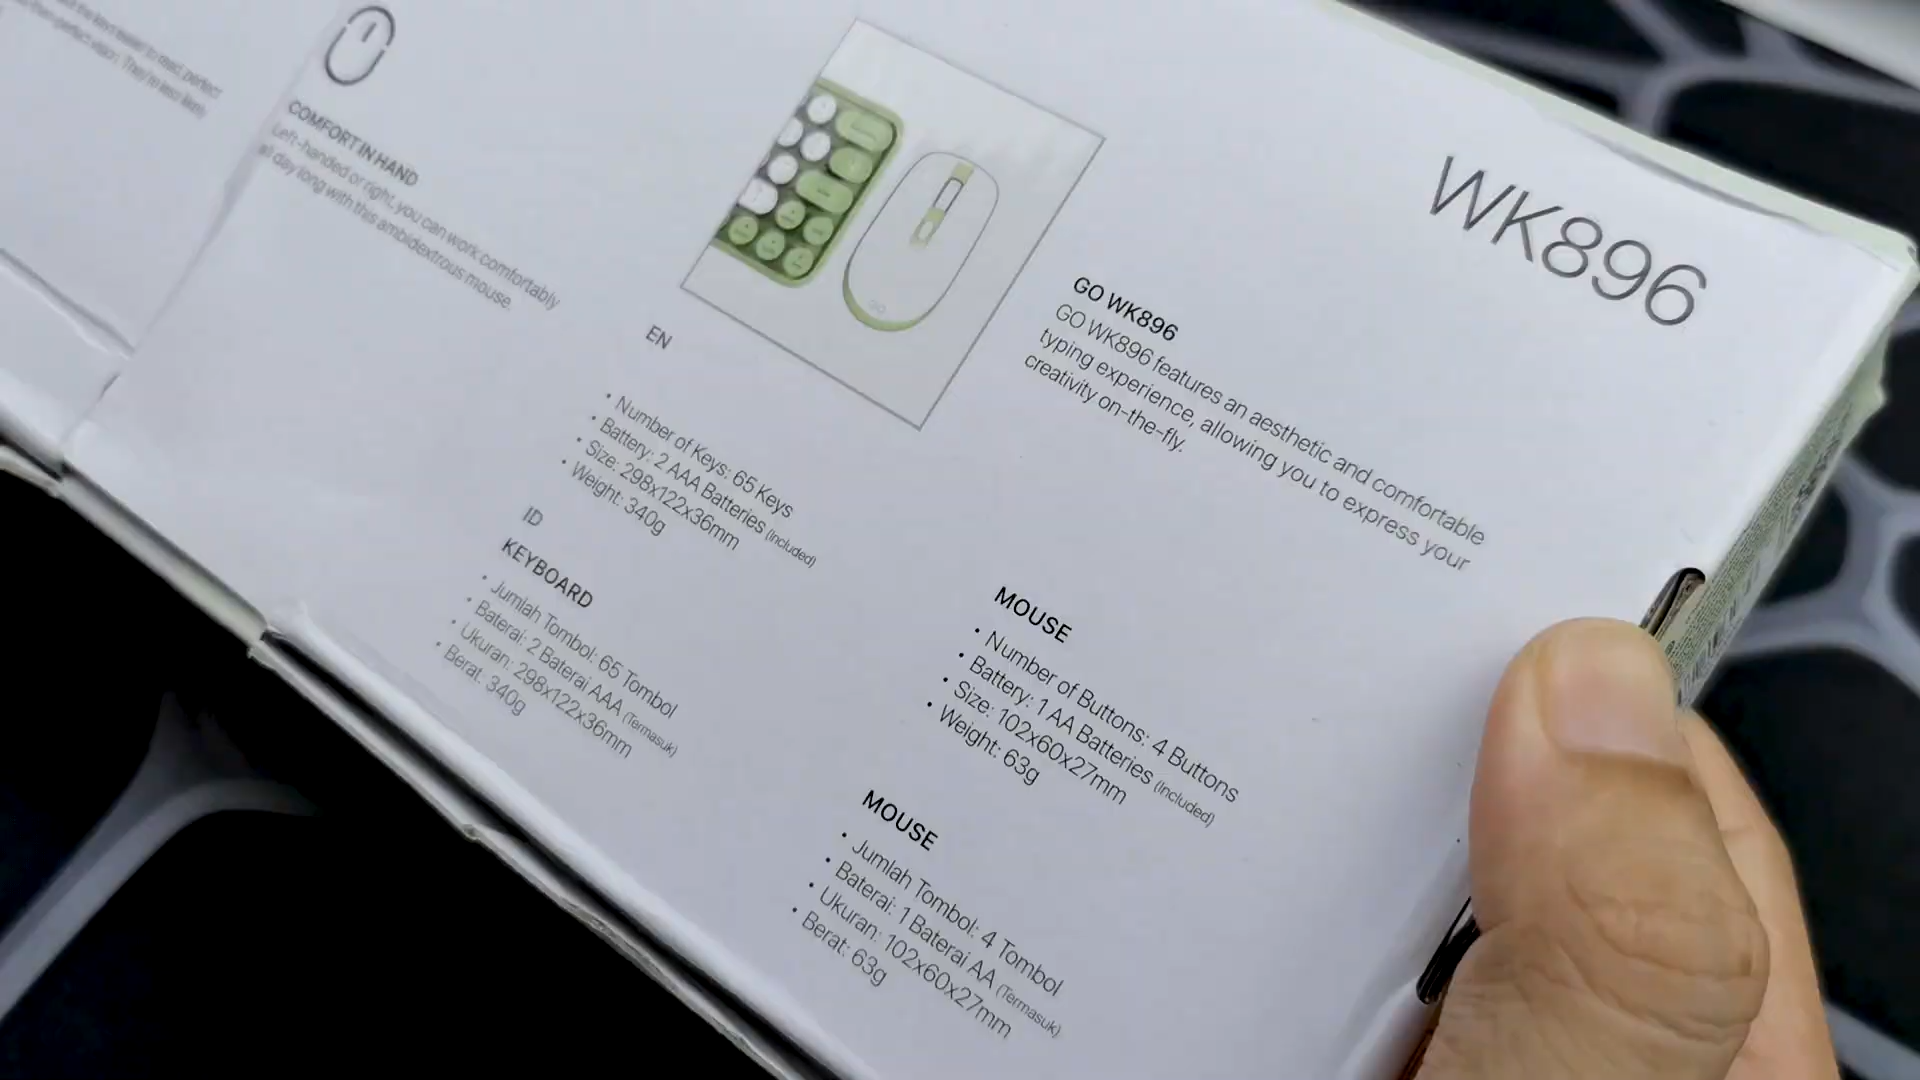 WK896
COMFORT IN HAND
Left-handed or right, you can work comfortably
day long with this ambidextrous mouse.
GO WK896
GO WK896 features an aesthetic and comfortable
typing experience, allowing you to express your
creativity on-the-fly.
EN
• Number of Keys: 65 Keys
• Battery: 2 AAA Batteries (Included)
• Size: 298x122x36mm
• Weight: 340g
MOUSE
• Number of Buttons: 4 Buttons
• Battery: 1 AA Batteries (Included)
• Size: 102x60x27mm
• Weight: 63g
ID
KEYBOARD
• Jumlah Tombol: 65 Tombol
• Baterai: 2 Baterai AAA (Termasuk)
• Ukuran: 298x122x36mm
• Berat: 340g
MOUSE
• Jumlah Tombol: 4 Tombol
• Baterai: 1 Baterai AA (Termasuk)
• Ukuran: 102x60x27mm
• Berat: 63g